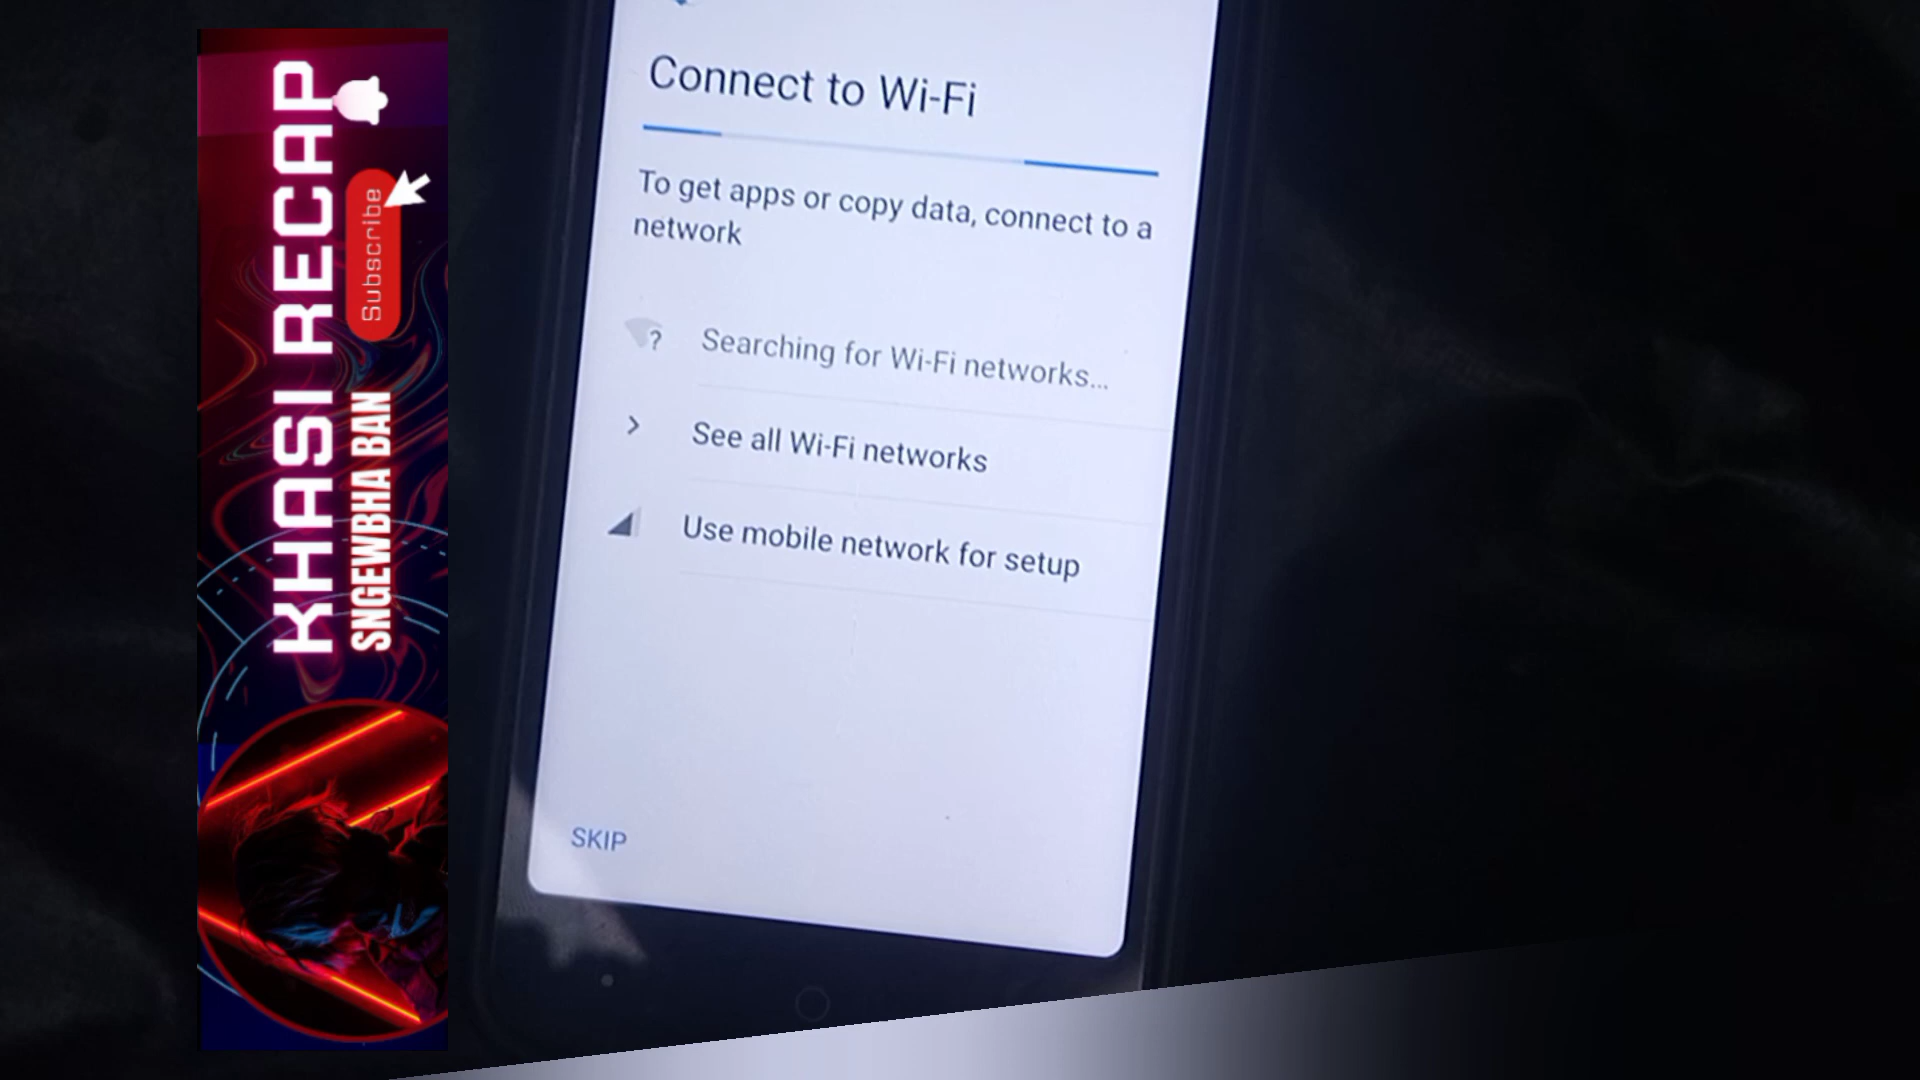 KHASI RECAP
Subscribe
SNGEWBHA BAN
Connect to Wi-Fi
To get apps or copy data, connect to a
network
?
Searching for Wi-Fi networks...
See all Wi-Fi networks
Use mobile network for setup
SKIP